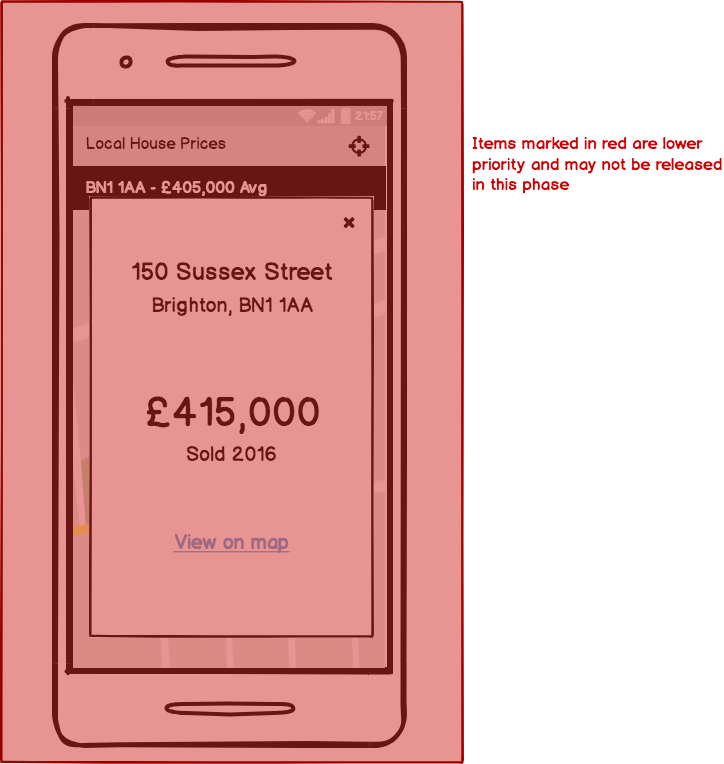 21:57
Local House Prices
BN1 1AA - £405,000 Avg
150 Sussex Street
Brighton, BN1 1AA
£415,000
Sold 2016
View on map
Items marked in red are lower
priority and may not be released
in this phase